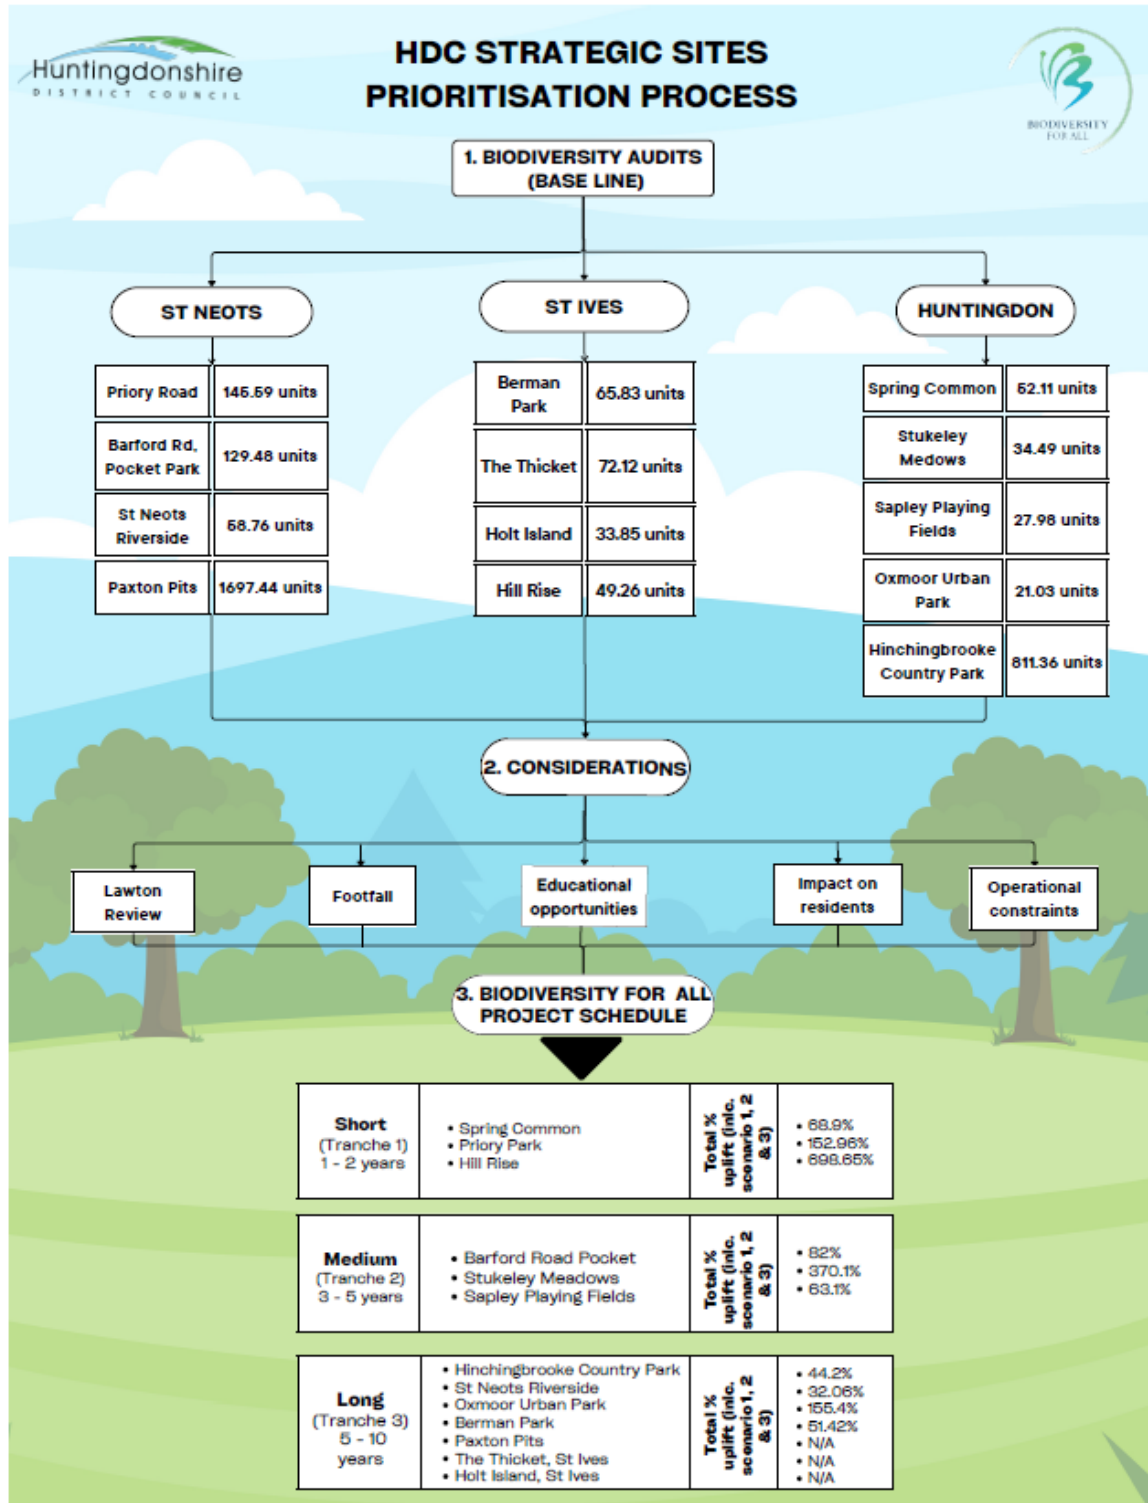 Huntingdonshire
DISTRICT COUNCIL
HDC STRATEGIC SITES
PRIORITISATION PROCESS
BIODIVERSITY
FOR ALL
1. BIODIVERSITY AUDITS
(BASE LINE)
ST NEOTS
Priory Road 145.59 units
Barford Rd,
Pocket Park 129.48 units
St Neots
Riverside 58.76 units
Paxton Pits 1697.44 units
ST IVES
Berman
Park 65.83 units
The Thicket 72.12 units
Holt Island 33.85 units
Hill Rise 49.26 units
HUNTINGDON
Spring Common 52.11 units
Stukeley
Medows 34.49 units
Sapley Playing
Fields 27.98 units
Oxmoor Urban
Park 21.03 units
Hinchingbrooke
Country Park 811.36 units
2. CONSIDERATIONS
Lawton
Review
Footfall
Educational
opportunities
Impact on
residents
Operational
constraints
3. BIODIVERSITY FOR ALL
PROJECT SCHEDULE
Short
(Tranche 1)
1 - 2 years
• Spring Common
• Priory Park
• Hill Rise
Total %
uplift (inlc.
scenario 1, 2
& 3)
• 68.9%
• 152.96%
• 698.65%
Medium
(Tranche 2)
3 - 5 years
• Barford Road Pocket
• Stukeley Meadows
• Sapley Playing Fields
Total %
uplift (inlc.
scenario 1, 2
& 3)
• 82%
• 370.1%
• 63.1%
Long
(Tranche 3)
5 - 10
years
• Hinchingbrooke Country Park
• St Neots Riverside
• Oxmoor Urban Park
• Berman Park
• Paxton Pits
• The Thicket, St Ives
• Holt Island, St Ives
Total %
uplift (inlc.
scenario 1, 2
& 3)
• 44.2%
• 32.06%
• 155.4%
• 51.42%
• N/A
• N/A
• N/A